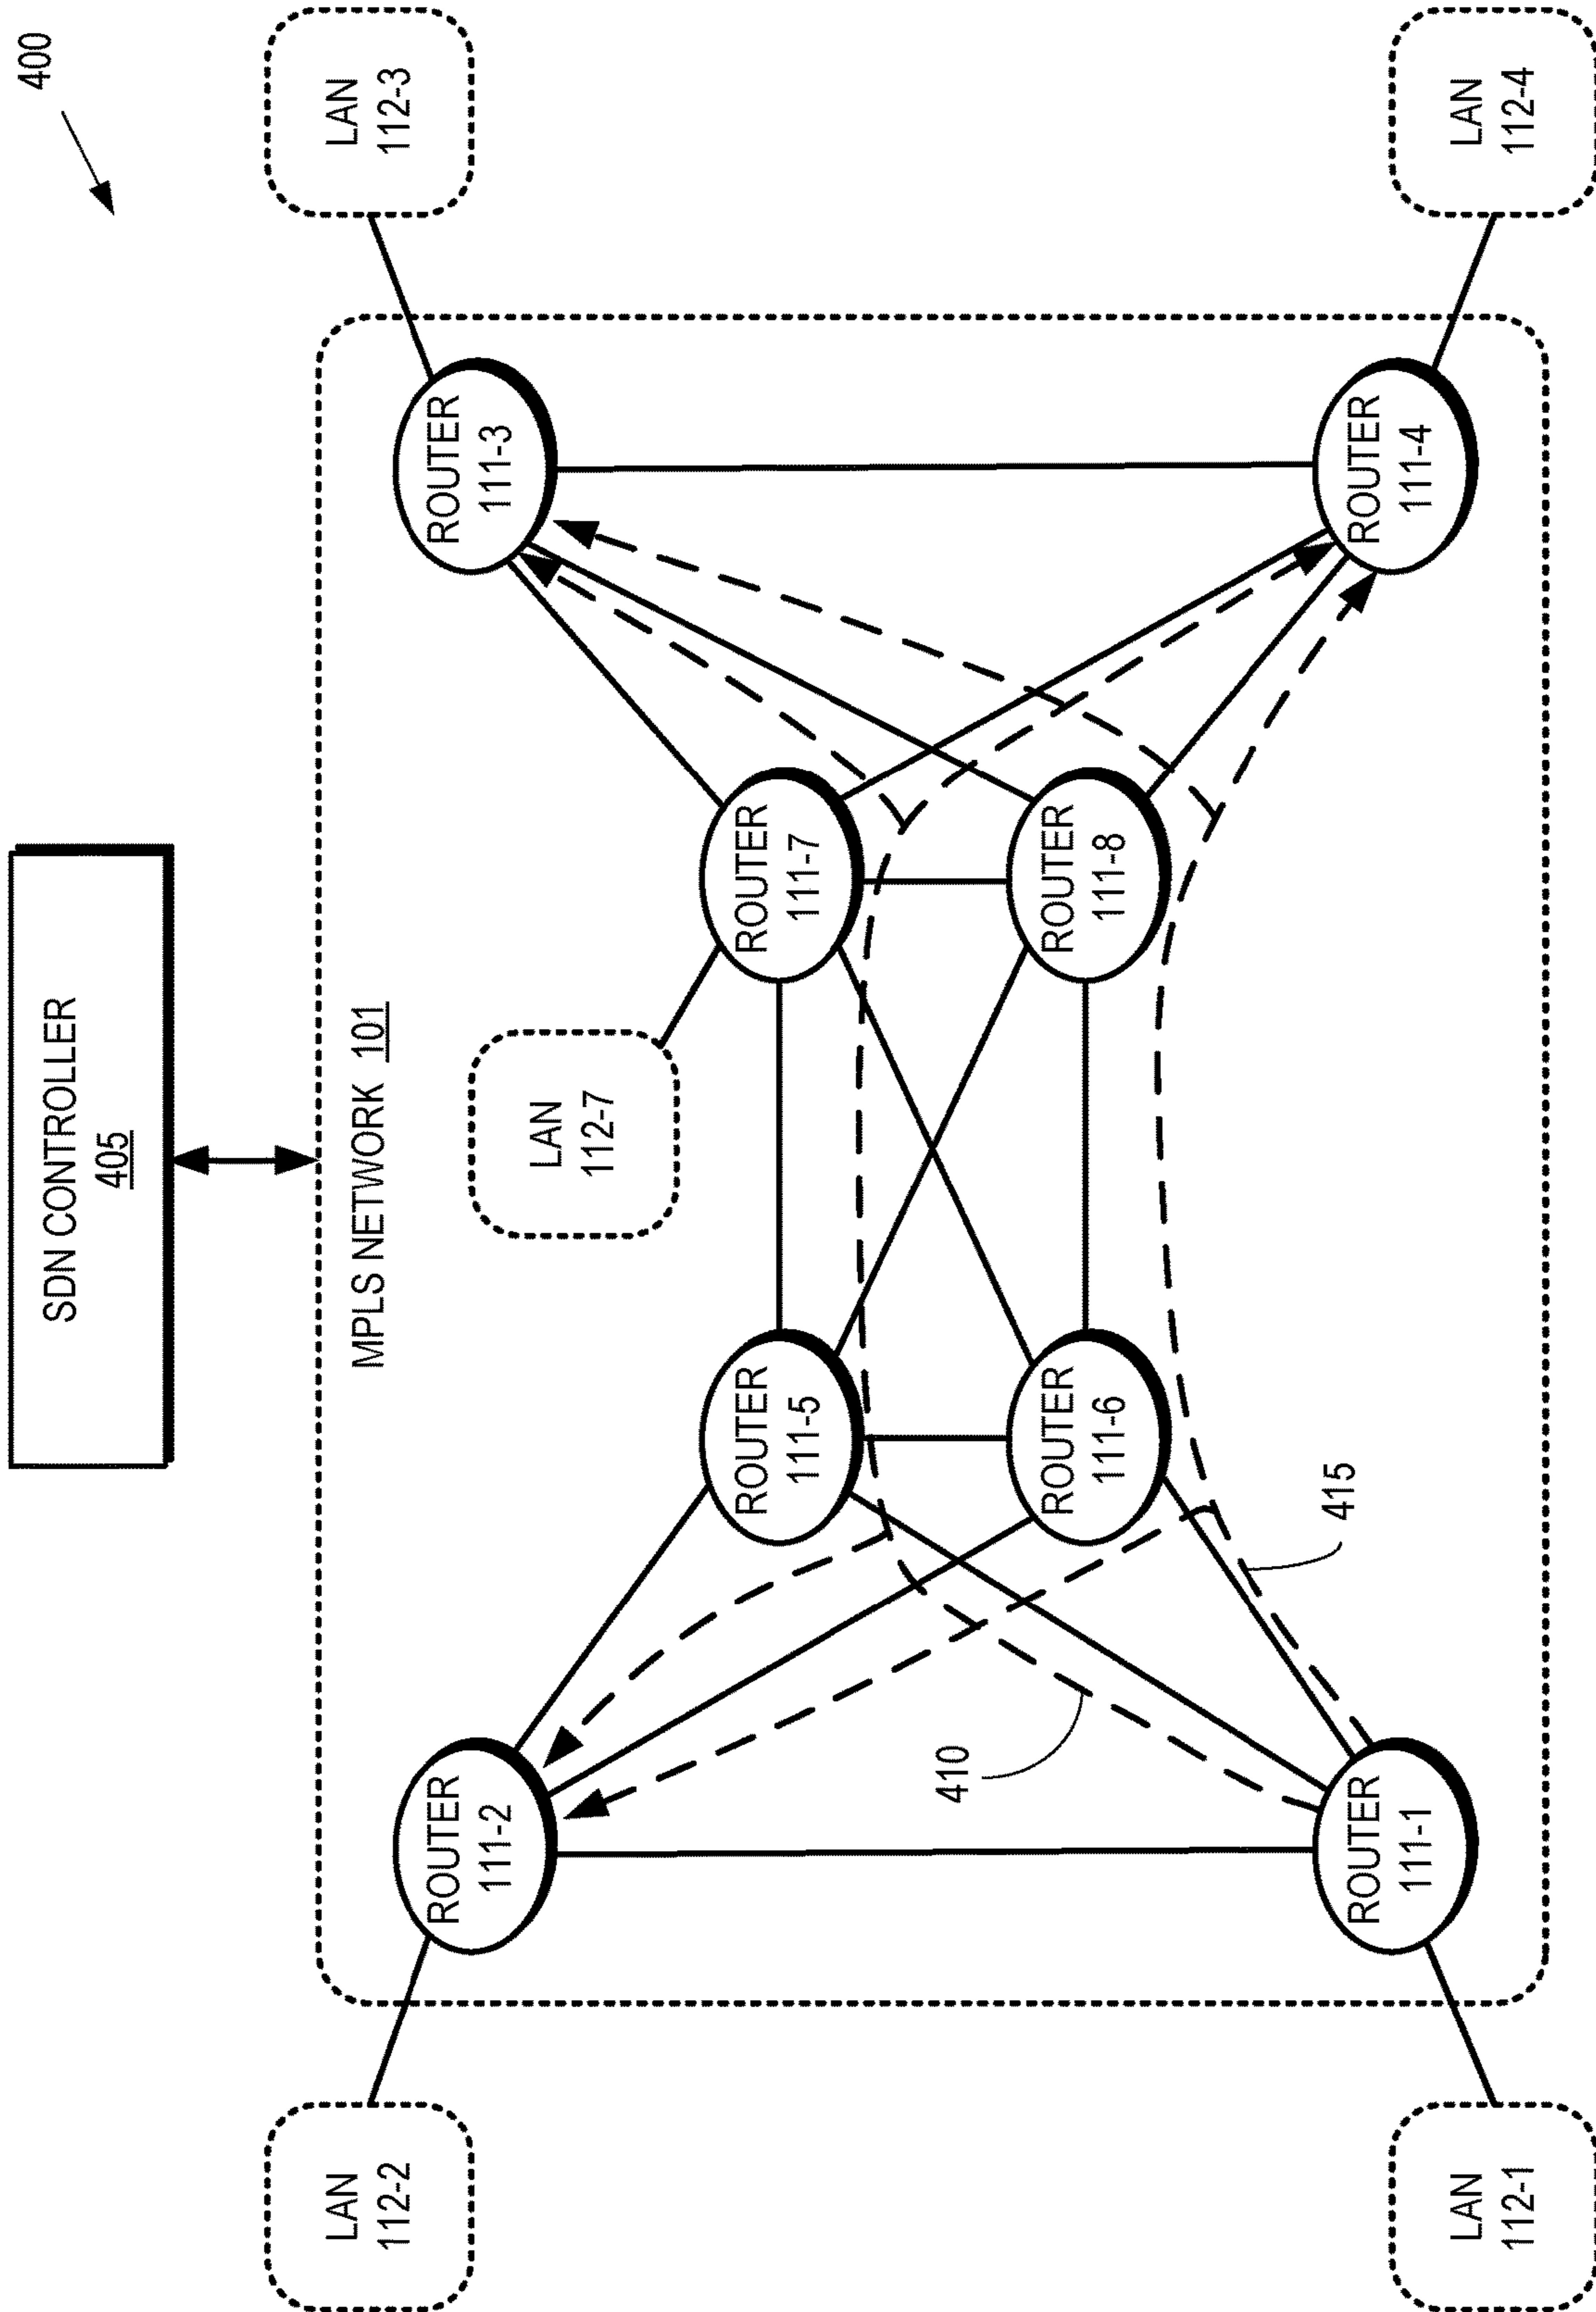 400
SDN CONTROLLER
405
MPLS NETWORK 101
LAN
112-2
LAN
112-3
ROUTER
111-2
ROUTER
111-3
LAN
112-7
ROUTER
111-5
ROUTER
111-7
410
ROUTER
111-6
ROUTER
111-8
415
ROUTER
111-1
ROUTER
111-4
LAN
112-1
LAN
112-4